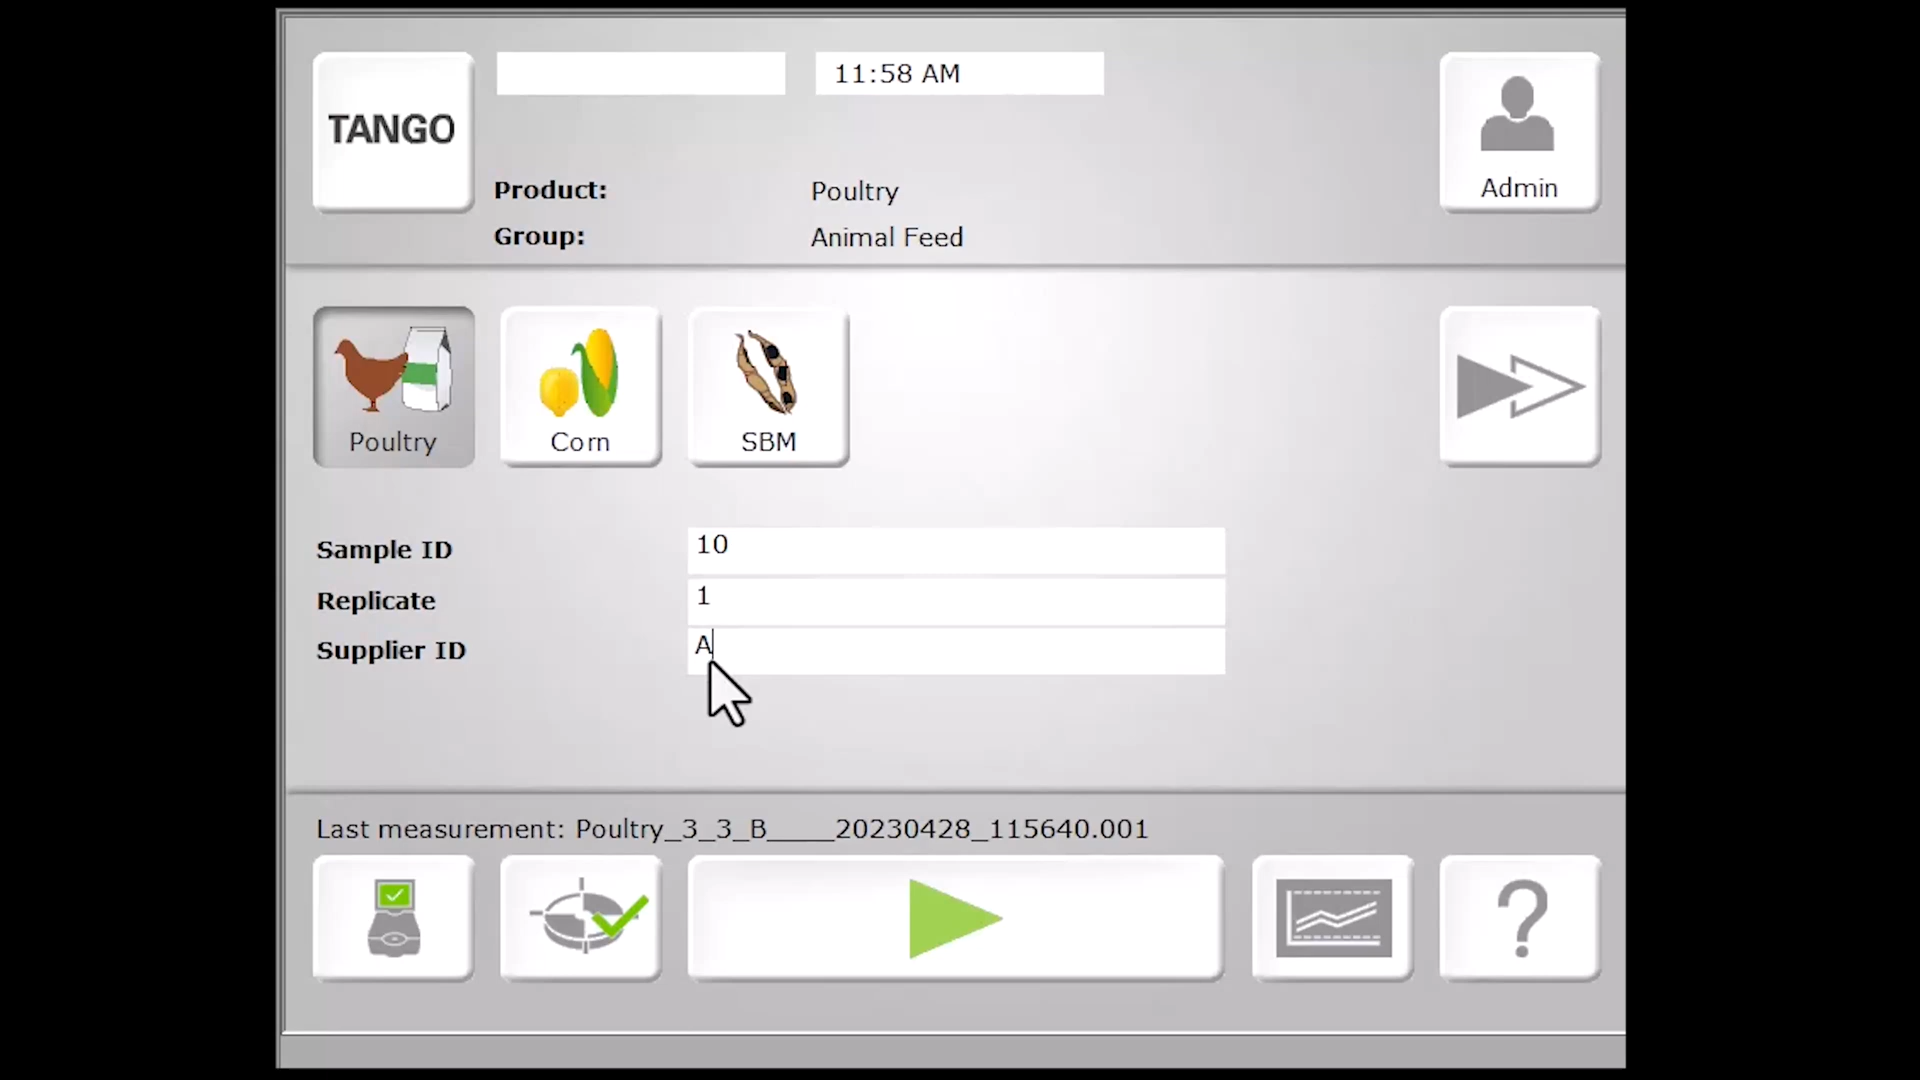 TANGO
11:58 AM
Admin
Product: Poultry
Group: Animal Feed
Poultry
Corn
SBM
Sample ID 10
Replicate 1
Supplier ID A
Last measurement: Poultry_3_3_B____20230428_115640.001
?